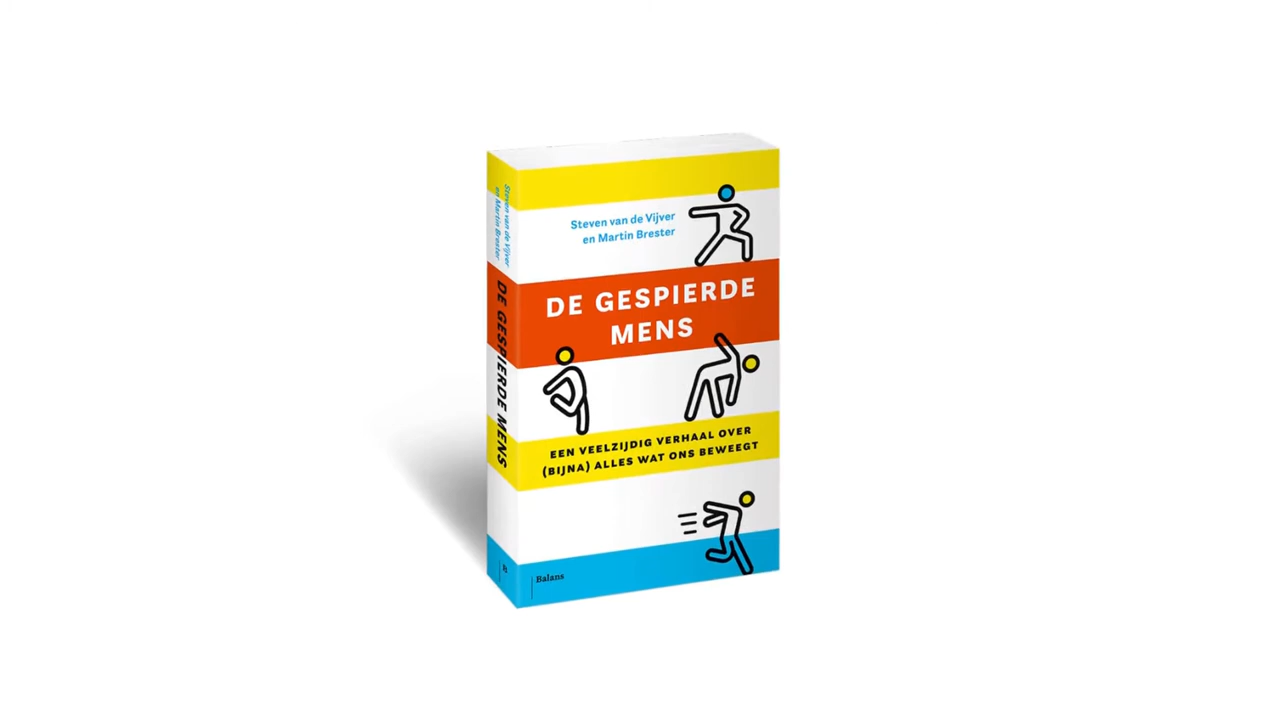 Steven van de Vijver
en Martin Brester
DE GESPIERDE
MENS
EEN VEELZIJDIG VERHAAL OVER
(BIJNA) ALLES WAT ONS BEWEEGT
Balans
Steven van de Vijver
en Martin Brester
DE GESPIERDE MENS
B